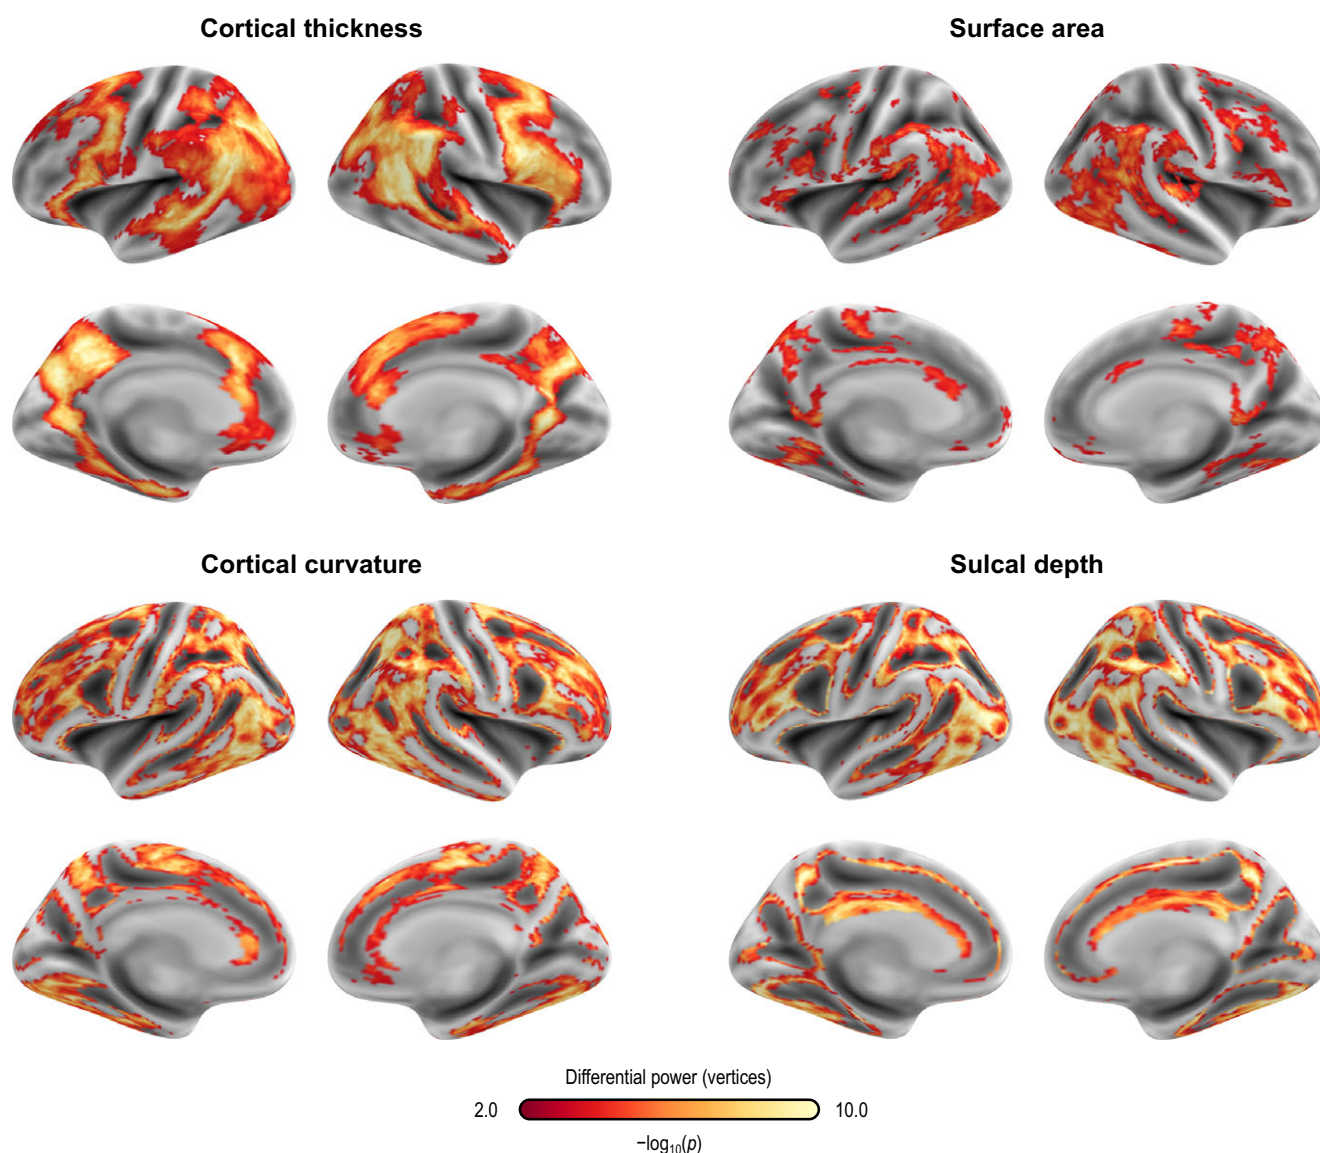 Cortical thickness
Surface area
Cortical curvature
Sulcal depth
Differential power (vertices)
2.0
10.0
−log₁₀(p)